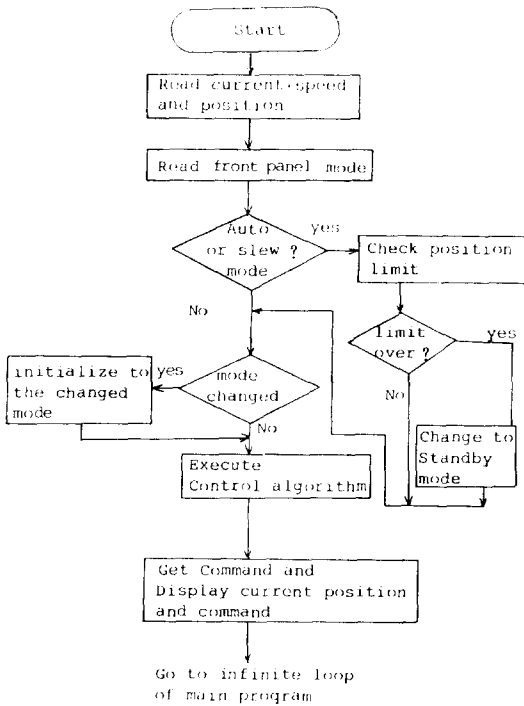 Start
Read current speed
and position
Read front panel mode
Auto
or slew ?
mode
yes
Check position
limit
No
limit
over ?
yes
No
initialize to
the changed
mode
yes
mode
changed
No
Change to
Standby
mode
Execute
Control algorithm
Get Command and
Display current position
and command
Go to infinite loop
of main program